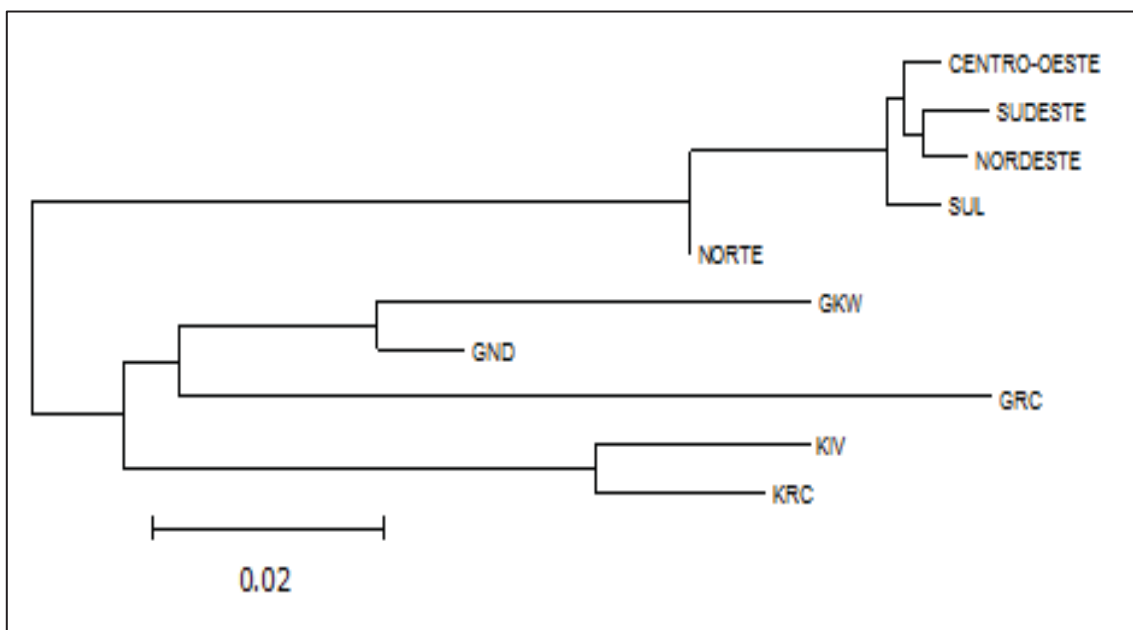 CENTRO-OESTE
SUDESTE
NORDESTE
SUL
NORTE
GKW
GND
GRC
KIV
KRC
0.02